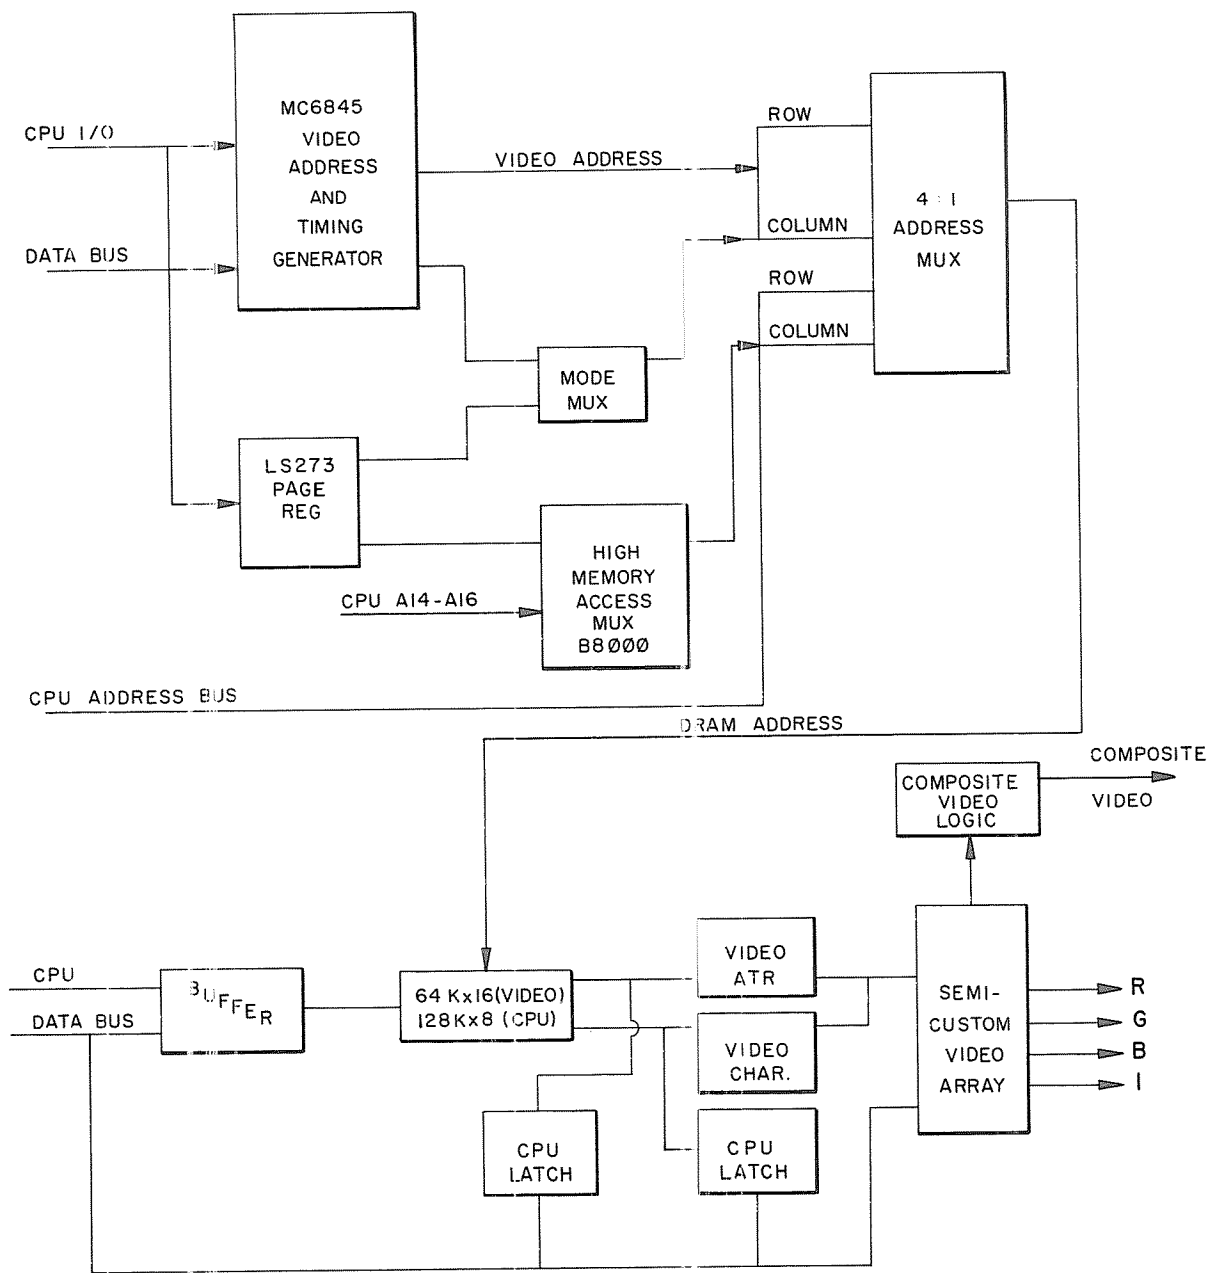 MC6845
VIDEO
ADDRESS
AND
TIMING
GENERATOR
CPU I/O
DATA BUS
VIDEO ADDRESS
ROW
COLUMN
ROW
COLUMN
4:1
ADDRESS
MUX
MODE
MUX
LS273
PAGE
REG
HIGH
MEMORY
ACCESS
MUX
B8000
CPU A14-A16
CPU ADDRESS BUS
DRAM ADDRESS
COMPOSITE
VIDEO
COMPOSITE
VIDEO
LOGIC
CPU
DATA BUS
BUFFER
64 Kx16(VIDEO)
128Kx8 (CPU)
VIDEO
ATR
VIDEO
CHAR.
CPU
LATCH
CPU
LATCH
SEMI-
CUSTOM
VIDEO
ARRAY
R
G
B
I